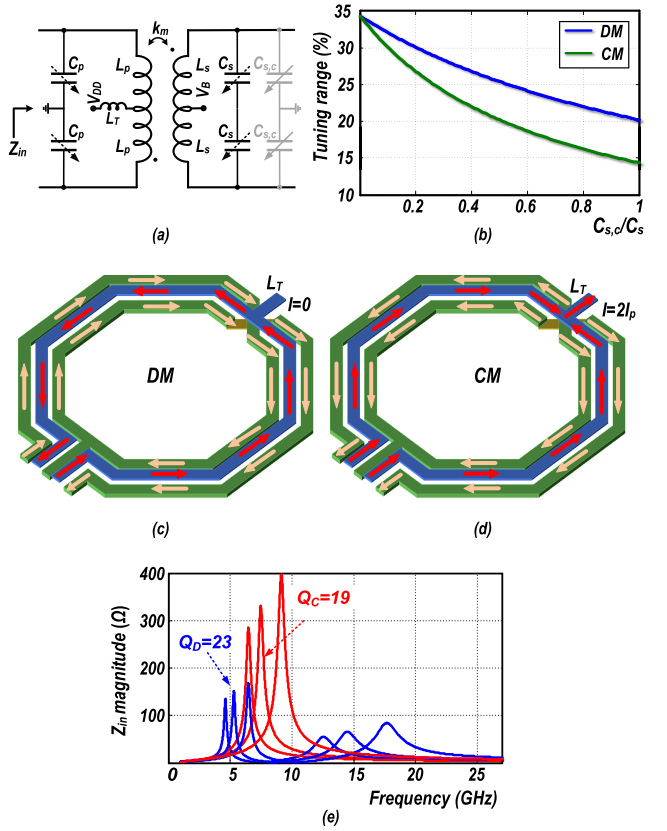 k_m
C_p L_p L_s C_s C_s,c
V_DD V_B
L_T
Z_in C_p L_p L_s C_s C_s,c
(a)
Tuning range (%)
35
30
25
20
15
10
0.2 0.4 0.6 0.8 1
C_s,c/C_s
DM
CM
(b)
L_T
I=0
DM
(c)
L_T
I=2I_p
CM
(d)
Z_in magnitude (Ω)
400
300
200
100
Q_C=19
Q_D=23
5 10 15 20 25
Frequency (GHz)
(e)